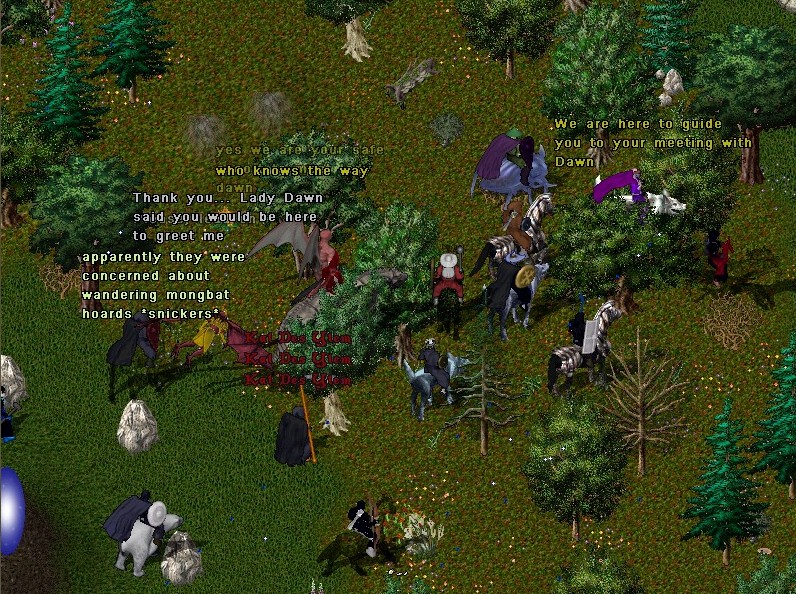 We are here to guide
you to your meeting with
Dawn
yes we are your safe
who knows the way
dawn
Thank you... Lady Dawn
said you would be here
to greet me
apparently they were
concerned about
wandering mongbat
hoards *snickers*
Kal Des Ylem
Kal Des Ylem
Kal Des Ylem